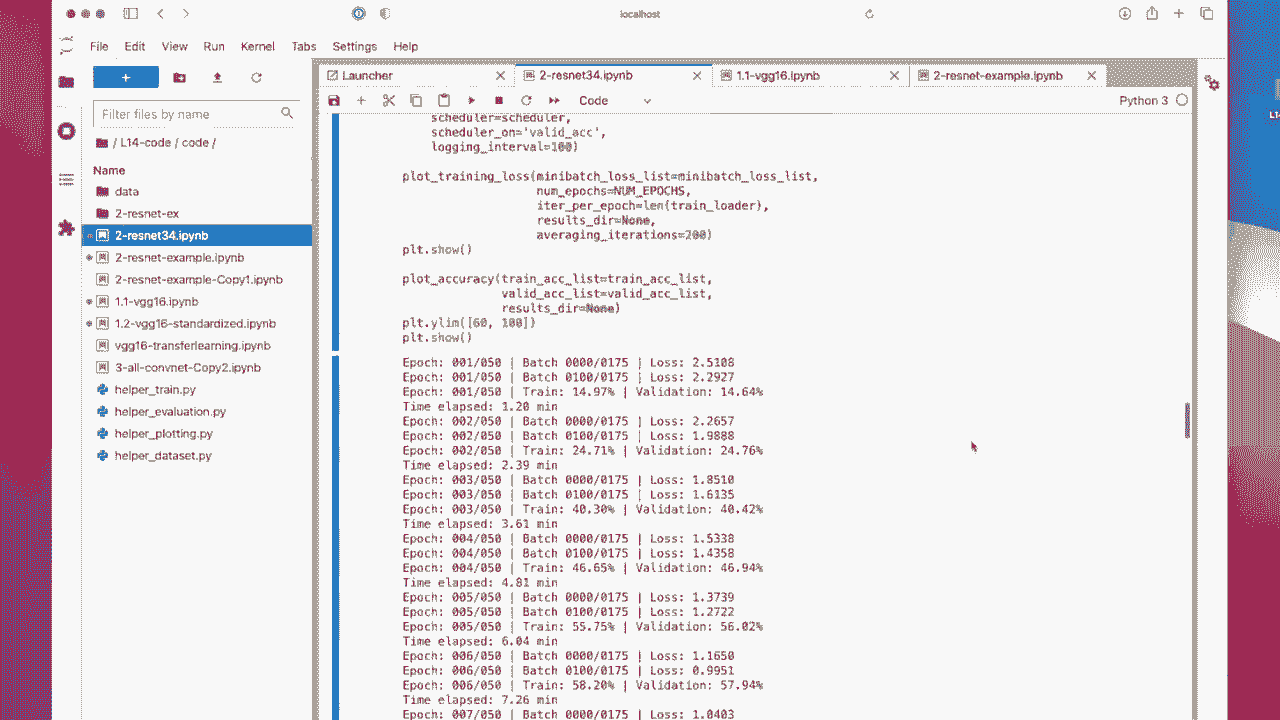 localhost
File Edit View Run Kernel Tabs Settings Help
Filter files by name
/ L14-code / code /
Name
data
2-resnet-ex
2-resnet34.ipynb
2-resnet-example.ipynb
2-resnet-example-Copy1.ipynb
1.1-vgg16.ipynb
1.2-vgg16-standardized.ipynb
vgg16-transferlearning.ipynb
3-all-convnet-Copy2.ipynb
helper_train.py
helper_evaluation.py
helper_plotting.py
helper_dataset.py
Launcher
2-resnet34.ipynb
1.1-vgg16.ipynb
2-resnet-example.ipynb
Code
Python 3
scheduler=scheduler,
scheduler_on='valid_acc',
logging_interval=100)
plot_training_loss(minibatch_loss_list=minibatch_loss_list,
num_epochs=NUM_EPOCHS,
iter_per_epoch=len(train_loader),
results_dir=None,
averaging_iterations=200)
plt.show()
plot_accuracy(train_acc_list=train_acc_list,
valid_acc_list=valid_acc_list,
results_dir=None)
plt.ylim([60, 100])
plt.show()
Epoch: 001/050 | Batch 0000/0175 | Loss: 2.5108
Epoch: 001/050 | Batch 0100/0175 | Loss: 2.2927
Epoch: 001/050 | Train: 14.97% | Validation: 14.64%
Time elapsed: 1.20 min
Epoch: 002/050 | Batch 0000/0175 | Loss: 2.2657
Epoch: 002/050 | Batch 0100/0175 | Loss: 1.9888
Epoch: 002/050 | Train: 24.71% | Validation: 24.76%
Time elapsed: 2.39 min
Epoch: 003/050 | Batch 0000/0175 | Loss: 1.8510
Epoch: 003/050 | Batch 0100/0175 | Loss: 1.6135
Epoch: 003/050 | Train: 40.30% | Validation: 40.42%
Time elapsed: 3.61 min
Epoch: 004/050 | Batch 0000/0175 | Loss: 1.5338
Epoch: 004/050 | Batch 0100/0175 | Loss: 1.4358
Epoch: 004/050 | Train: 46.65% | Validation: 46.94%
Time elapsed: 4.81 min
Epoch: 005/050 | Batch 0000/0175 | Loss: 1.3739
Epoch: 005/050 | Batch 0100/0175 | Loss: 1.2722
Epoch: 005/050 | Train: 55.75% | Validation: 56.02%
Time elapsed: 6.04 min
Epoch: 006/050 | Batch 0000/0175 | Loss: 1.1650
Epoch: 006/050 | Batch 0100/0175 | Loss: 0.9951
Epoch: 006/050 | Train: 58.20% | Validation: 57.94%
Time elapsed: 7.26 min
Epoch: 007/050 | Batch 0000/0175 | Loss: 1.0403